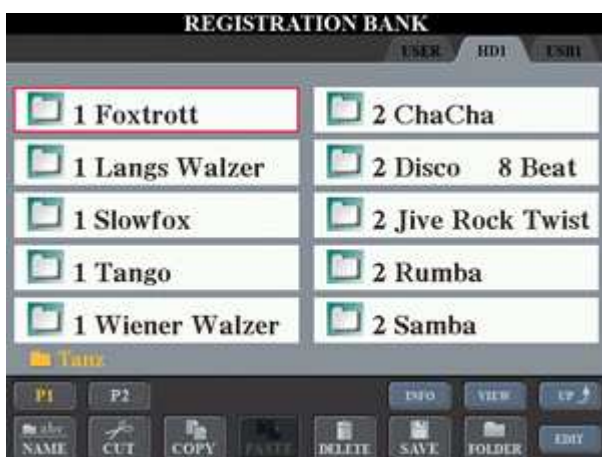 REGISTRATION BANK
USER HD1 USB1
1 Foxtrott
2 ChaCha
1 Langs Walzer
2 Disco 8 Beat
1 Slowfox
2 Jive Rock Twist
1 Tango
2 Rumba
1 Wiener Walzer
2 Samba
Tanz
P1 P2 INFO VIEW UP
abc
NAME CUT COPY PASTE DELETE SAVE FOLDER EDIT